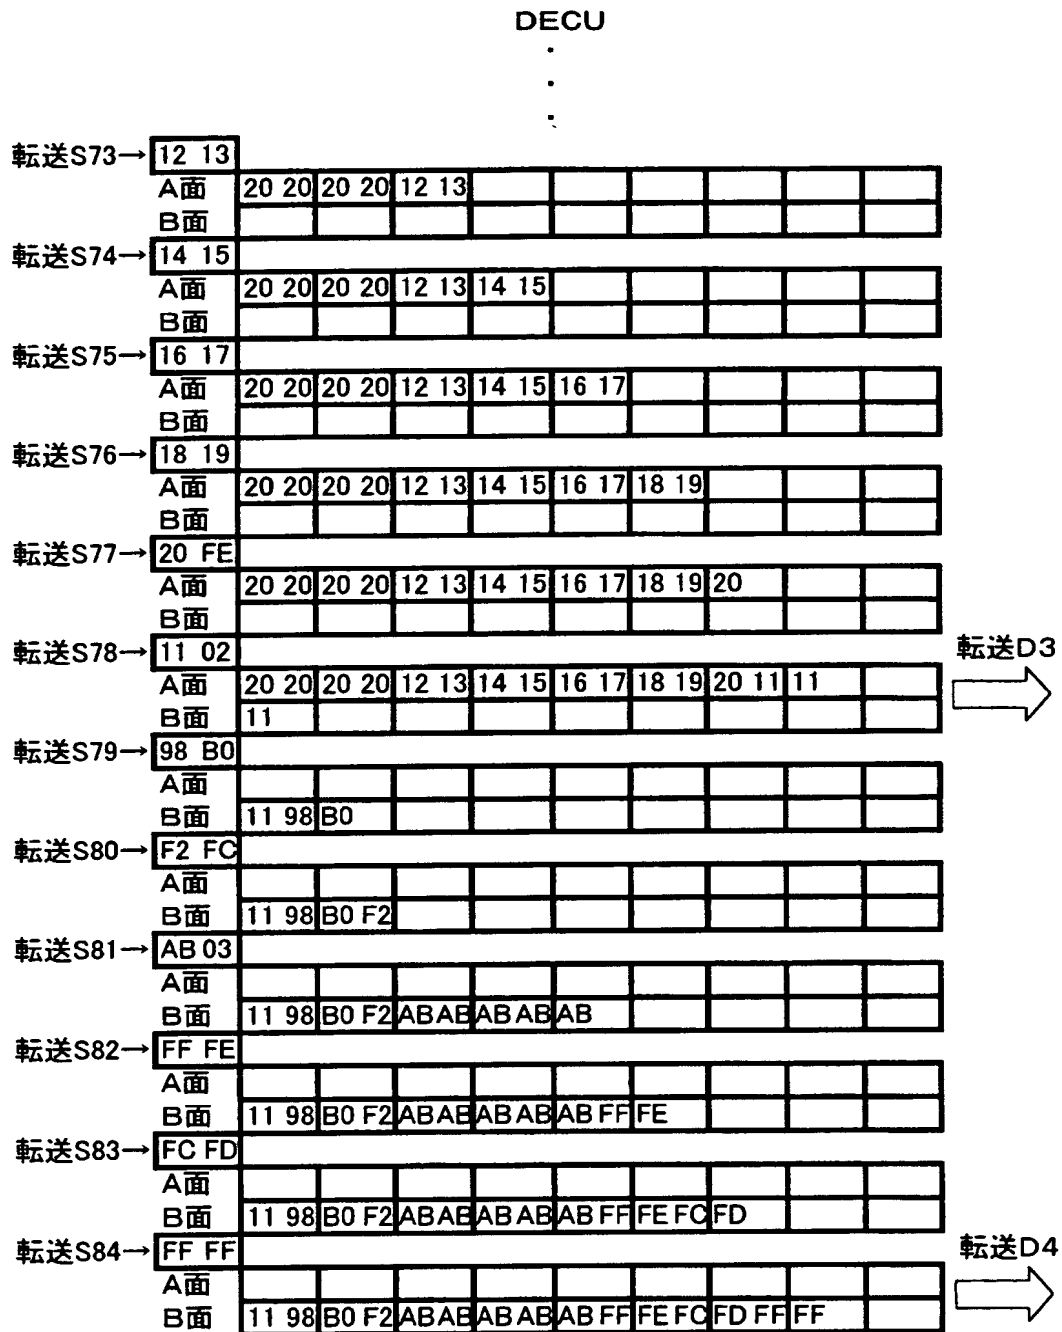 DECU
転送S73→ 12 13
A面 20 20 20 20 12 13
B面
転送S74→ 14 15
A面 20 20 20 20 12 13 14 15
B面
転送S75→ 16 17
A面 20 20 20 20 12 13 14 15 16 17
B面
転送S76→ 18 19
A面 20 20 20 20 12 13 14 15 16 17 18 19
B面
転送S77→ 20 FE
A面 20 20 20 20 12 13 14 15 16 17 18 19 20
B面
転送S78→ 11 02 転送D3
A面 20 20 20 20 12 13 14 15 16 17 18 19 20 11 11
B面 11
転送S79→ 98 B0
A面
B面 11 98 B0
転送S80→ F2 FC
A面
B面 11 98 B0 F2
転送S81→ AB 03
A面
B面 11 98 B0 F2 AB AB AB AB AB
転送S82→ FF FE
A面
B面 11 98 B0 F2 AB AB AB AB AB FF FE
転送S83→ FC FD
A面
B面 11 98 B0 F2 AB AB AB AB AB FF FE FC FD
転送S84→ FF FF 転送D4
A面
B面 11 98 B0 F2 AB AB AB AB AB FF FE FC FD FF FF